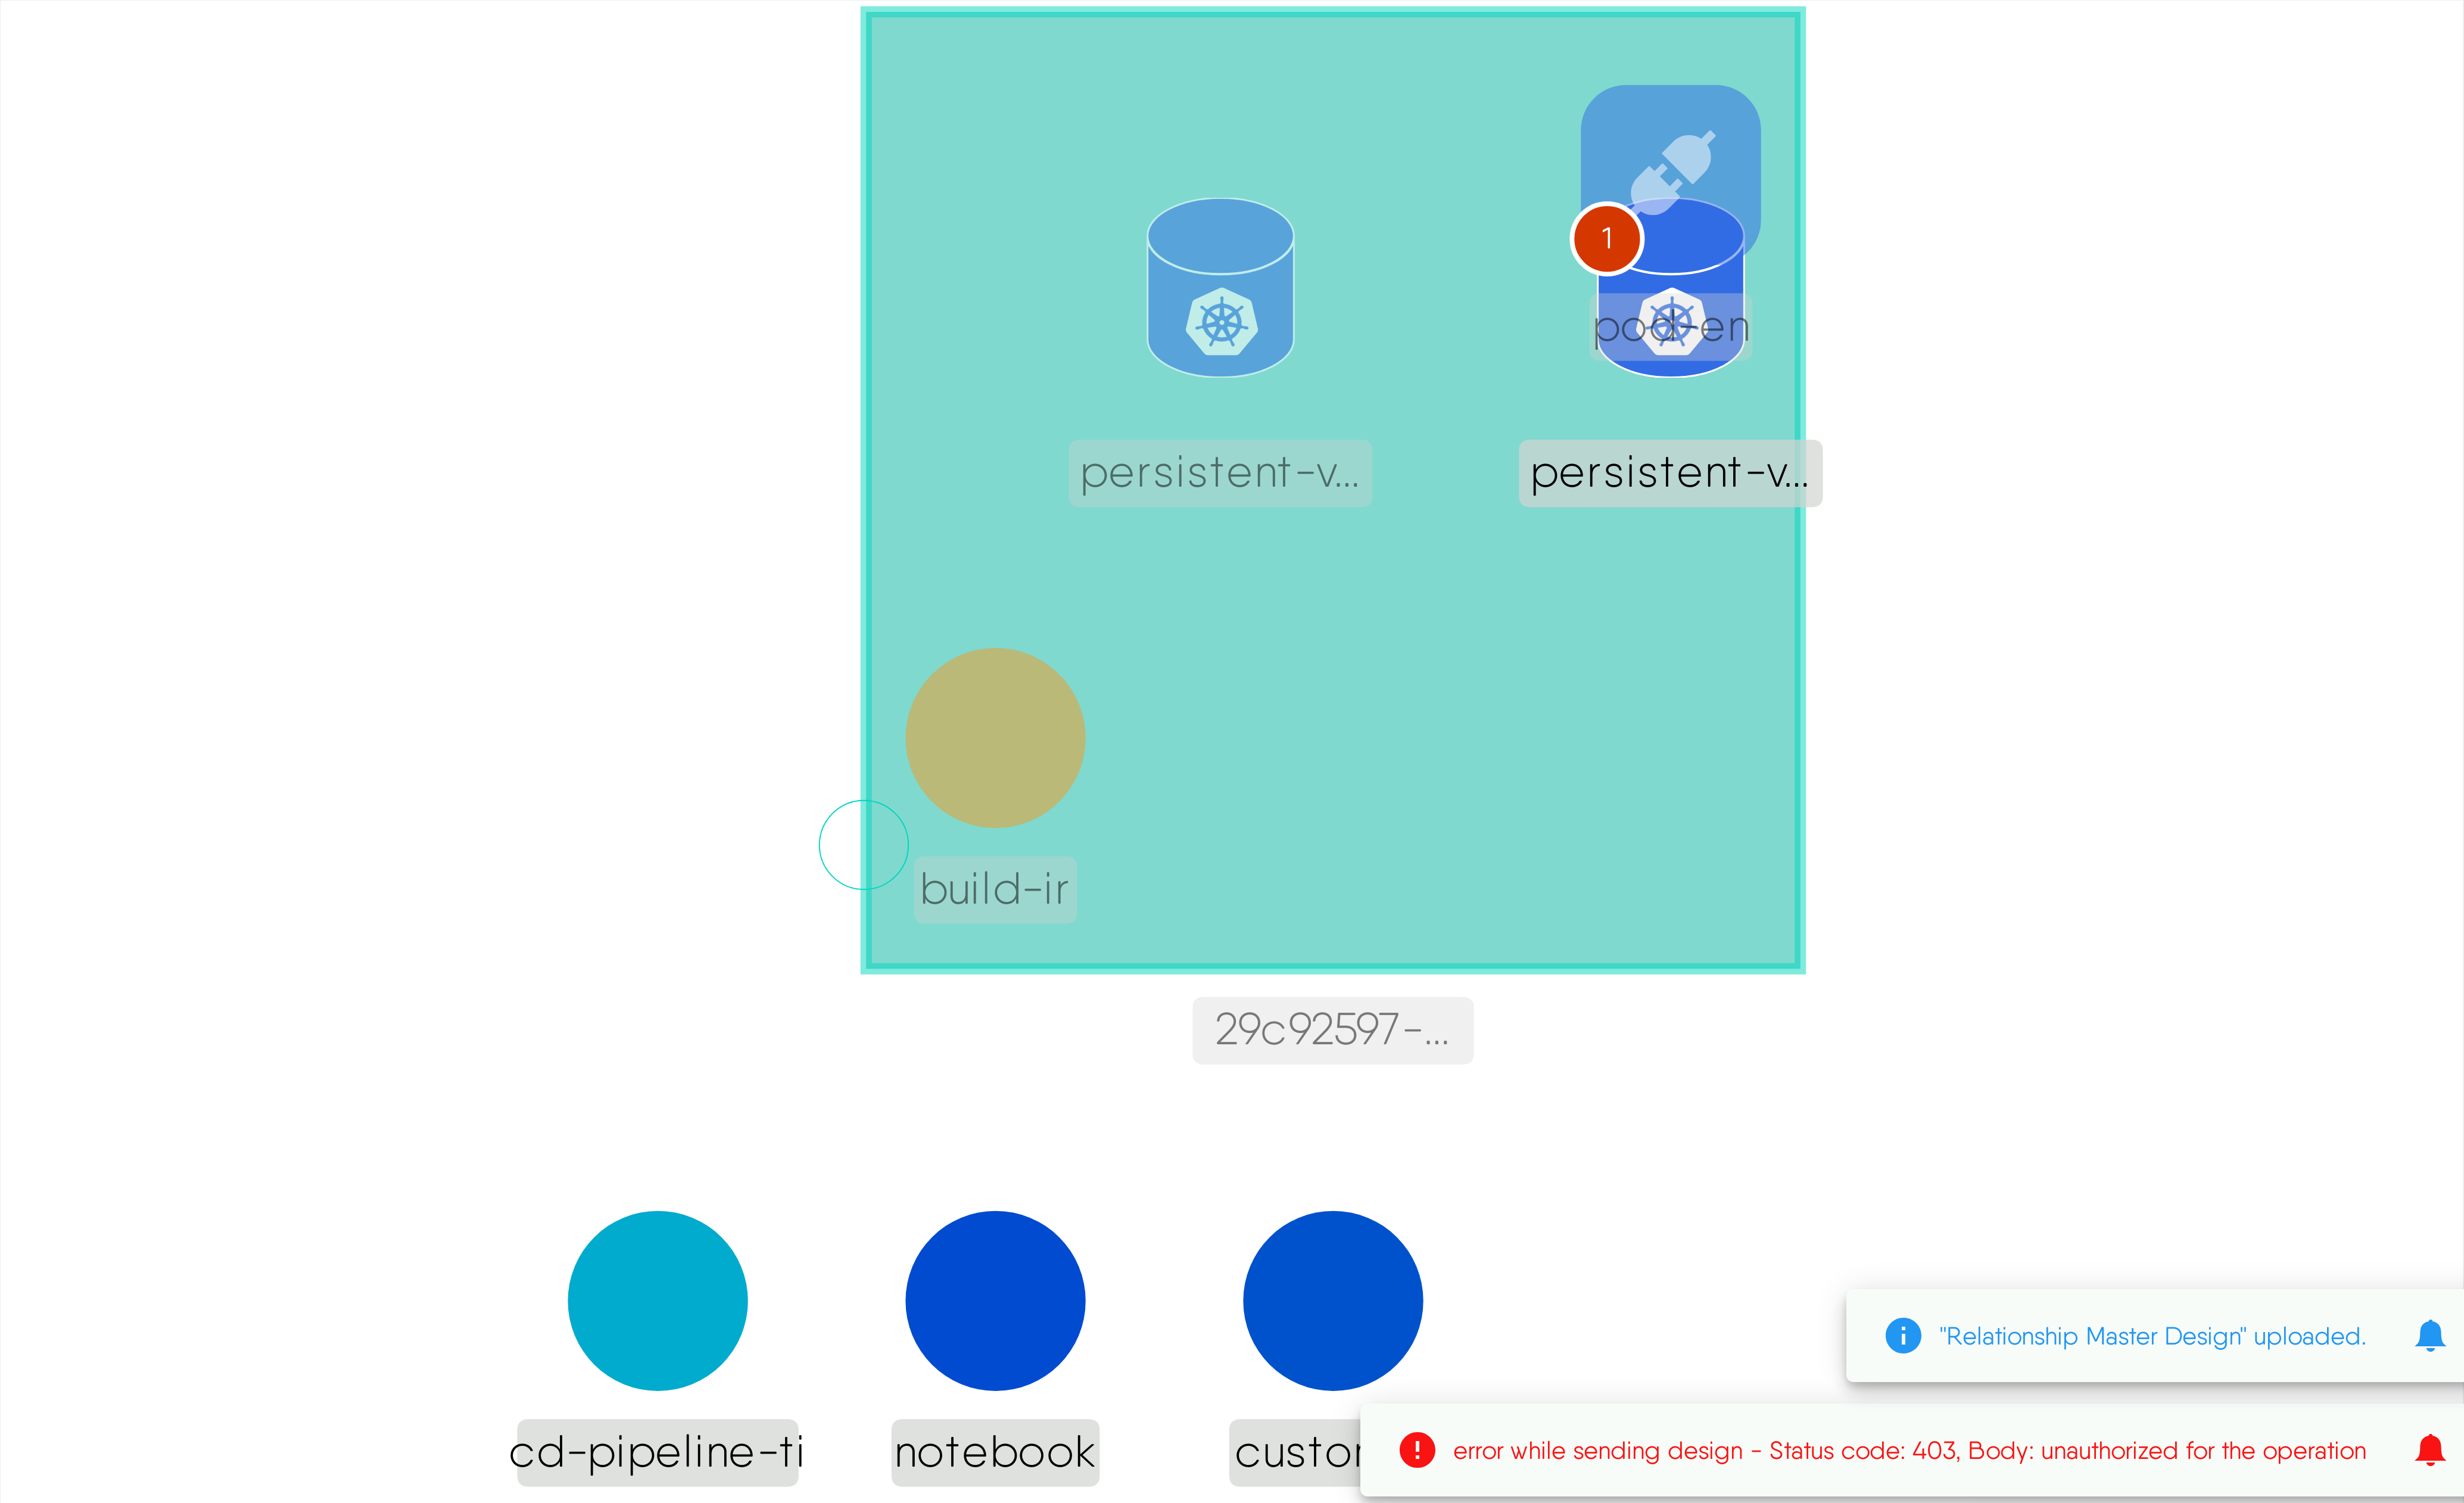 1
pod-en
persistent-v...
persistent-v...
build-ir
29c92597-...
"Relationship Master Design" uploaded.
cd-pipeline-ti
notebook
error while sending design - Status code: 403, Body: unauthorized for the operation